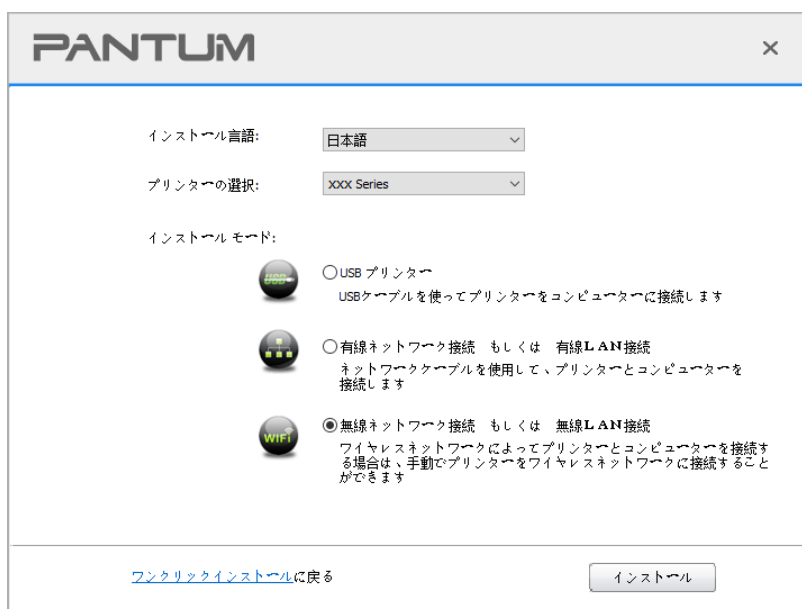 PANTUM
インストール言語:
日本語
プリンターの選択:
XXX Series
インストール モード:
USB
USB プリンター
USBケーブルを使ってプリンターをコンピューターに接続します
有線ネットワーク接続　もしくは　有線LAN接続
ネットワークケーブルを使用して、プリンターとコンピューターを
接続します
WiFi
無線ネットワーク接続　もしくは　無線LAN接続
ワイヤレスネットワークによってプリンターとコンピューターを接続す
る場合は、手動でプリンターをワイヤレスネットワークに接続すること
ができます
ワンクリックインストールに戻る
インストール